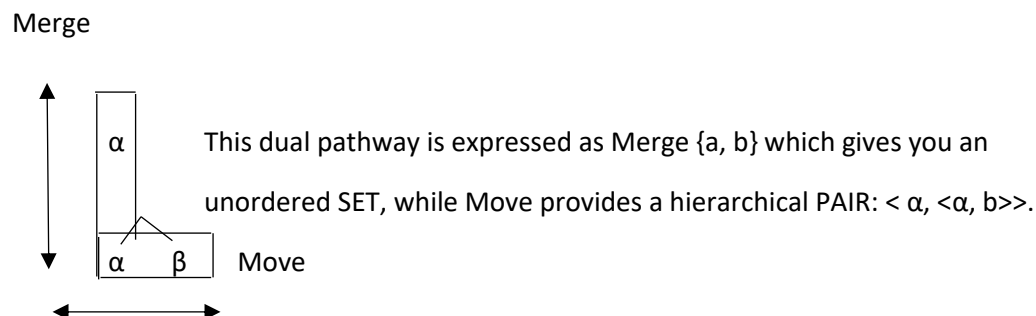 Merge
α
This dual pathway is expressed as Merge {a, b} which gives you an
unordered SET, while Move provides a hierarchical PAIR: < α, <α, b>>.
α β Move